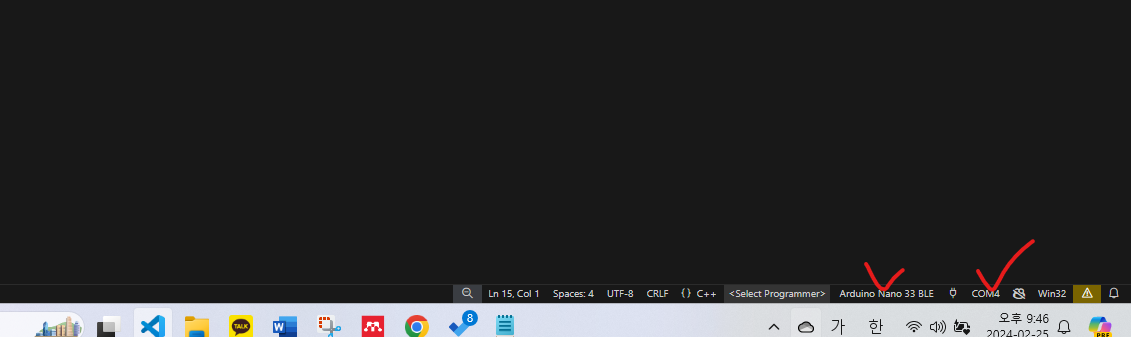 Ln 15, Col 1 Spaces: 4 UTF-8 CRLF {} C++ <Select Programmer> Arduino Nano 33 BLE COM4 Win32
TALK 8 가 한 오후 9:46
2024-02-25
PRE